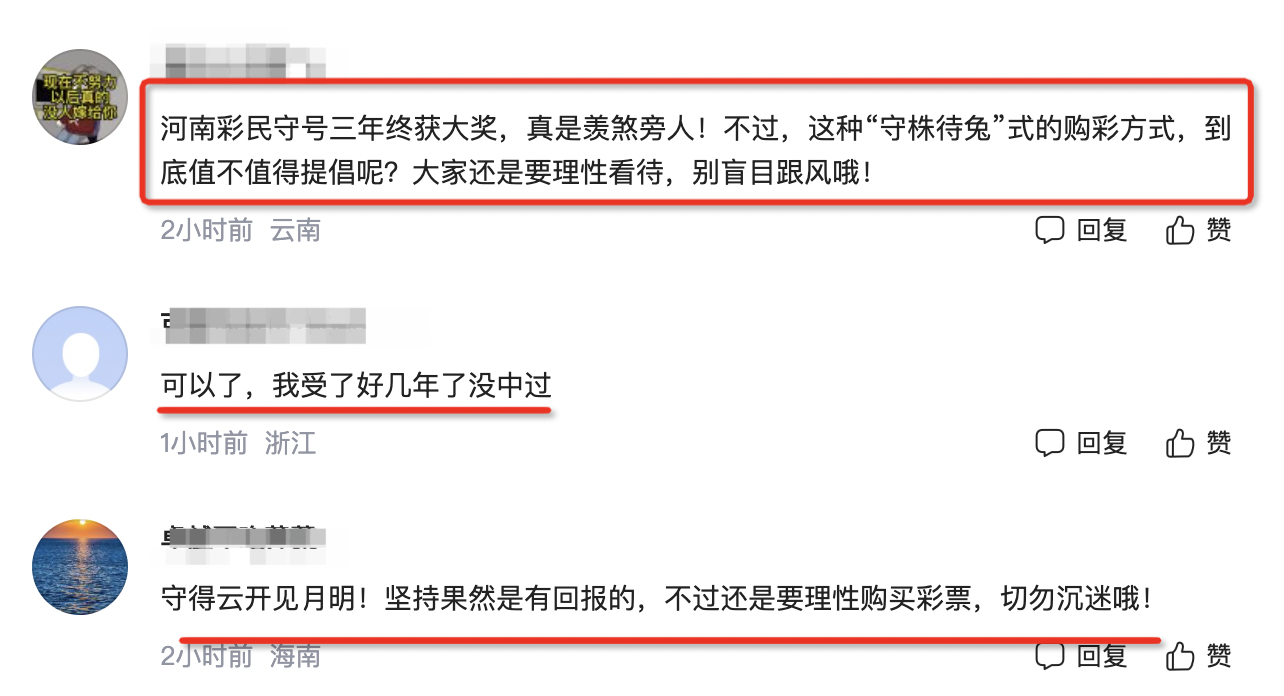 现在不努力
以后真的
没人嫁给你
河南彩民守号三年终获大奖，真是羡煞旁人！不过，这种“守株待兔”式的购彩方式，到
底值不值得提倡呢？大家还是要理性看待，别盲目跟风哦！
2小时前 云南
回复 赞
可以了，我受了好几年了没中过
1小时前 浙江
回复 赞
守得云开见月明！坚持果然是有回报的，不过还是要理性购买彩票，切勿沉迷哦！
2小时前 海南
回复 赞